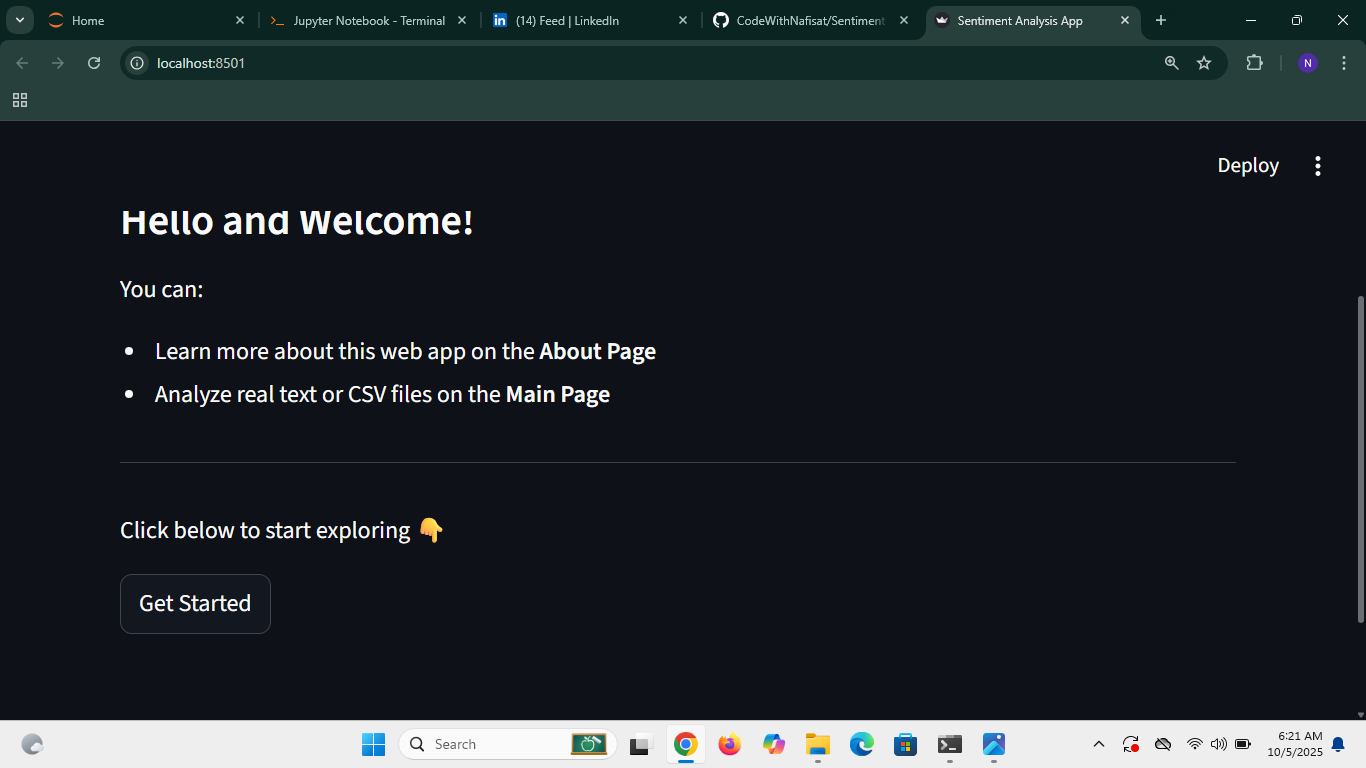 Home
Jupyter Notebook - Terminal
(14) Feed | LinkedIn
CodeWithNafisat/Sentiment
Sentiment Analysis App
localhost:8501
N
Deploy
Hello and Welcome!
You can:
• Learn more about this web app on the About Page
• Analyze real text or CSV files on the Main Page
Click below to start exploring 👇
Get Started
Search
6:21 AM
10/5/2025